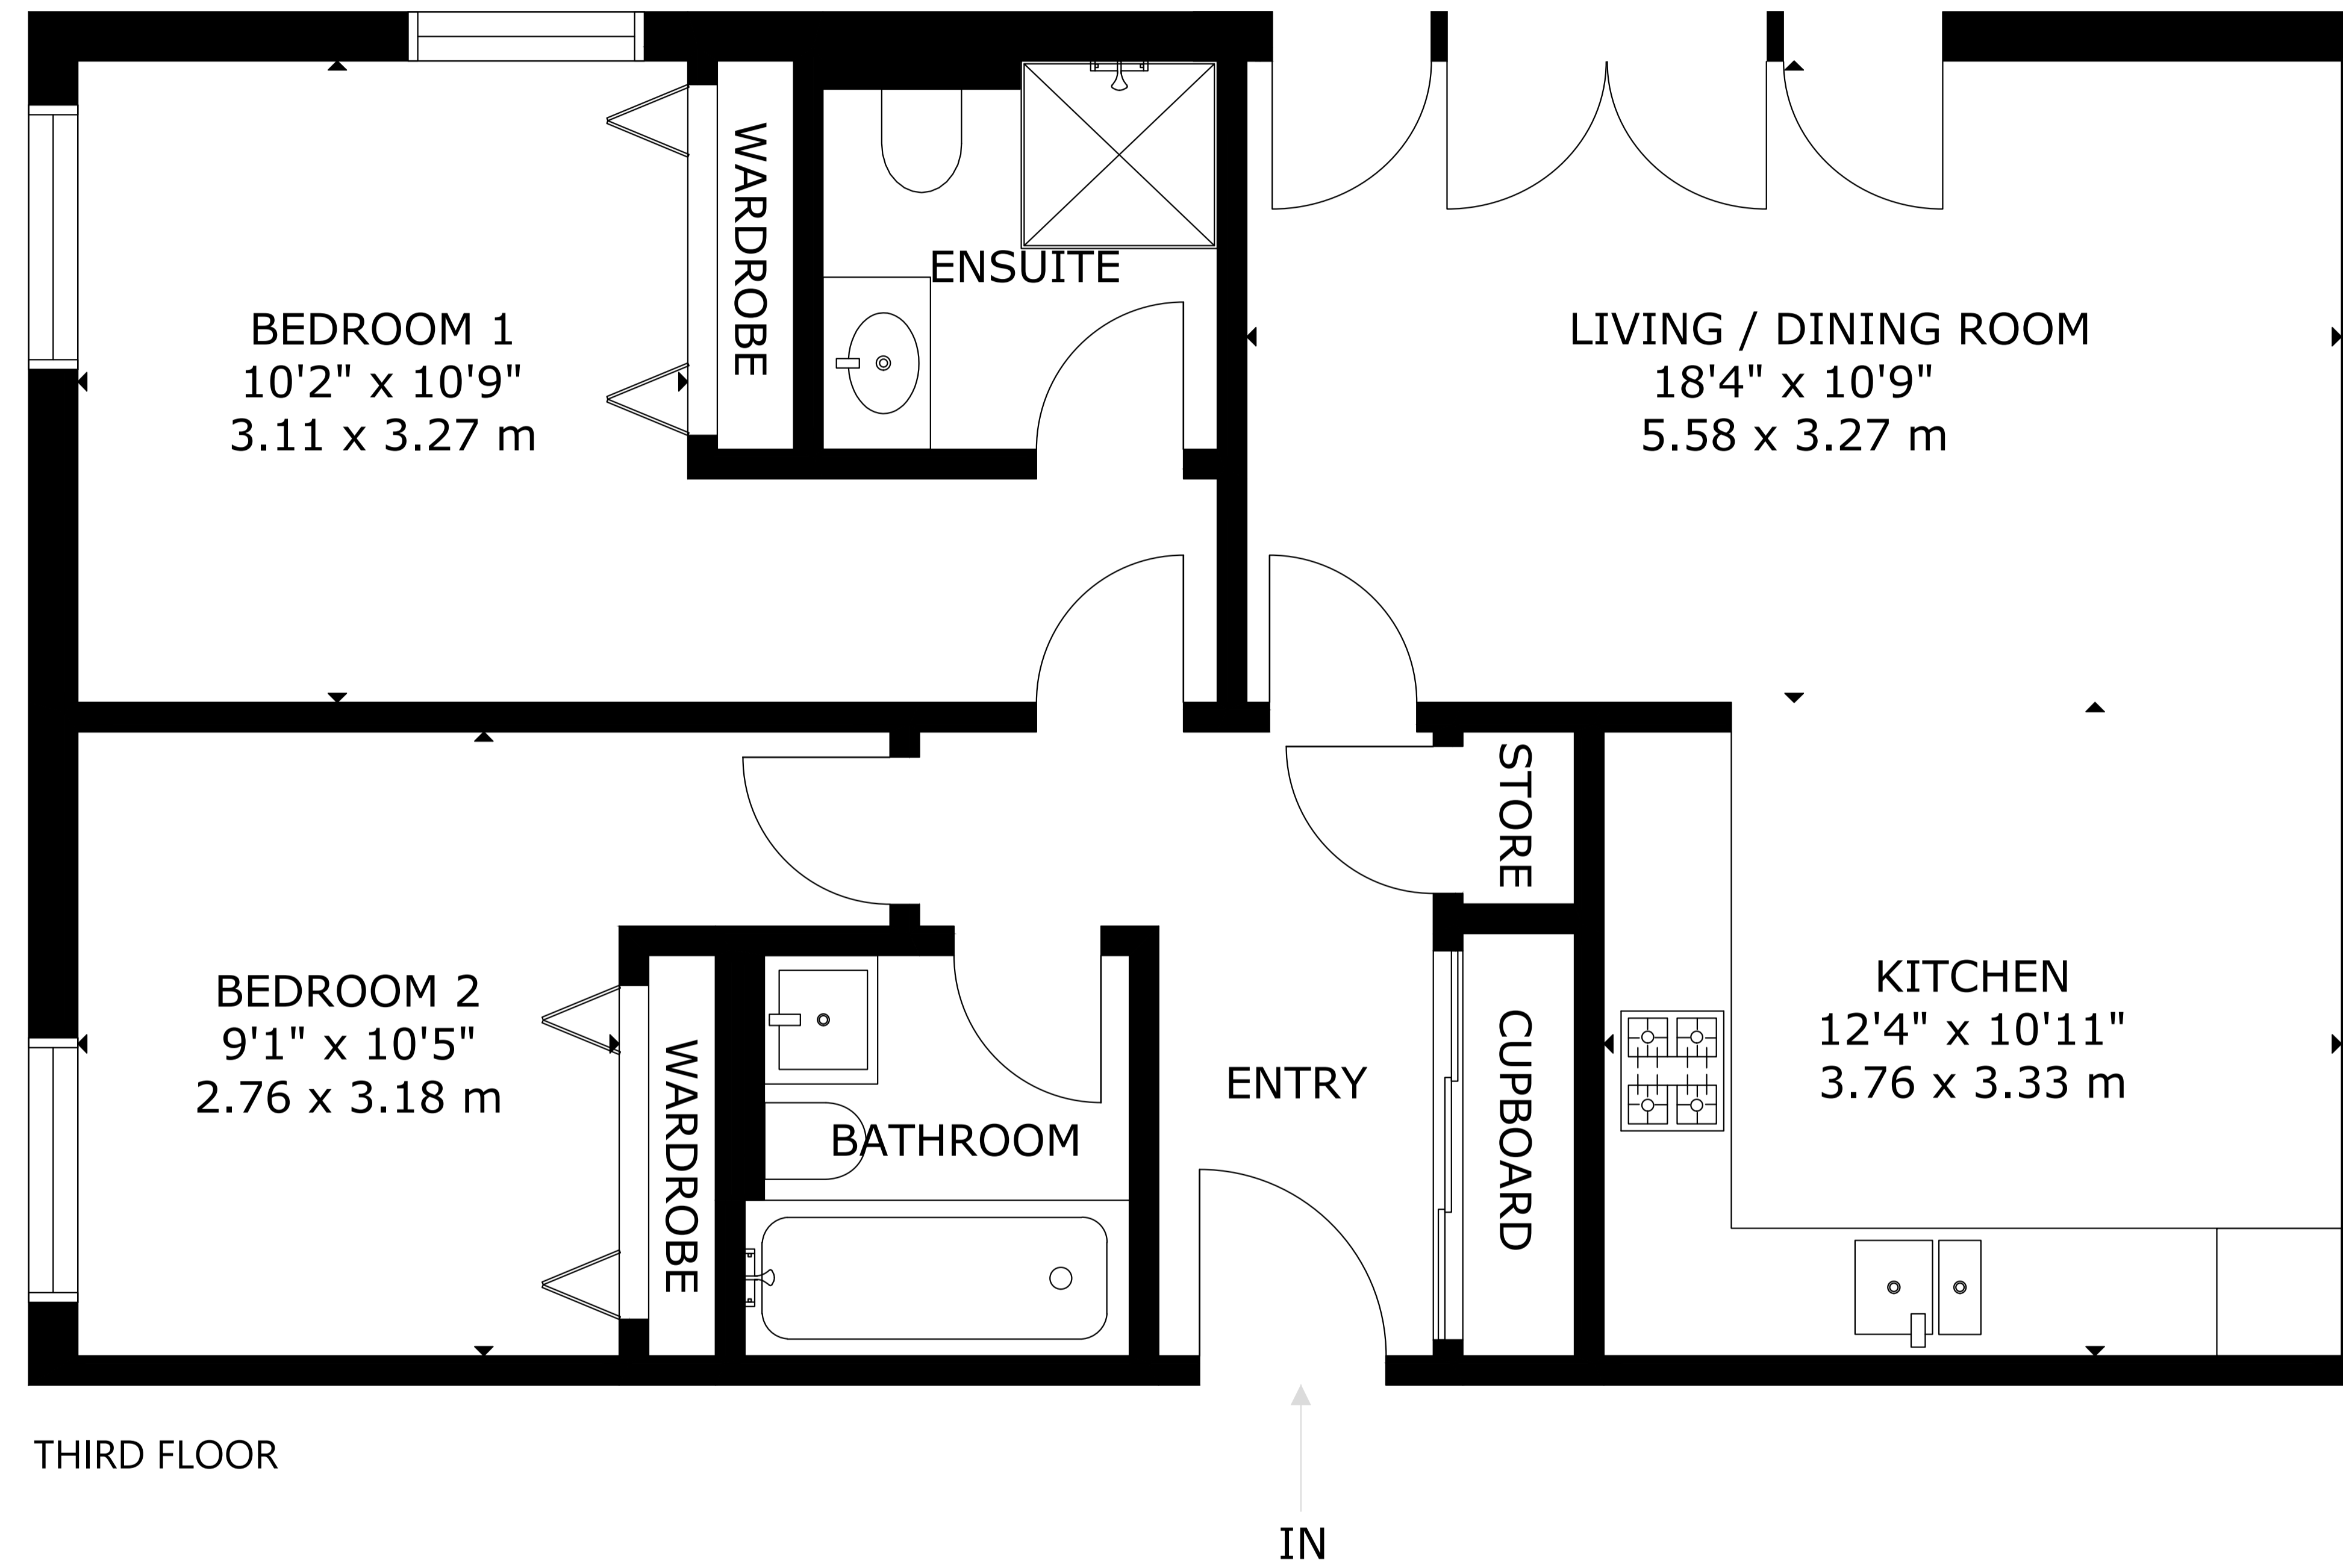 BEDROOM 1
10'2" x 10'9"
3.11 x 3.27 m
WARDROBE
ENSUITE
LIVING / DINING ROOM
18'4" x 10'9"
5.58 x 3.27 m
STORE
BEDROOM 2
9'1" x 10'5"
2.76 x 3.18 m
WARDROBE
BATHROOM
ENTRY
CUPBOARD
KITCHEN
12'4" x 10'11"
3.76 x 3.33 m
THIRD FLOOR
IN